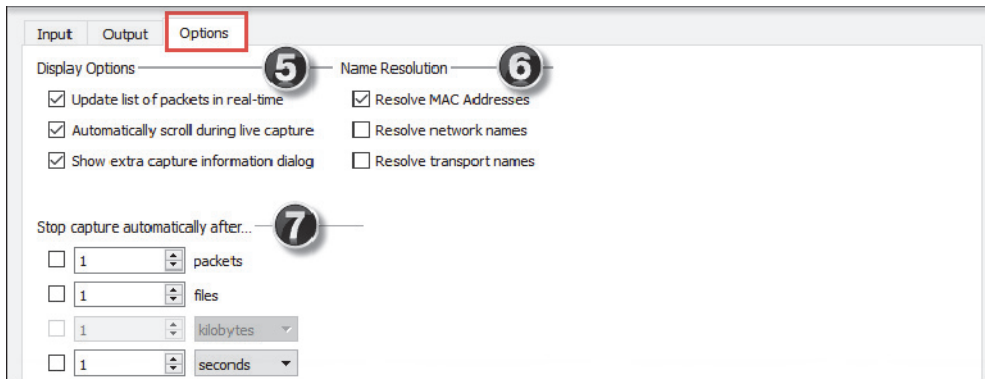 Input Output Options
Display Options 5 Name Resolution 6
Update list of packets in real-time Resolve MAC Addresses
Automatically scroll during live capture Resolve network names
Show extra capture information dialog Resolve transport names
Stop capture automatically after... 7
1 packets
1 files
1 kilobytes
1 seconds